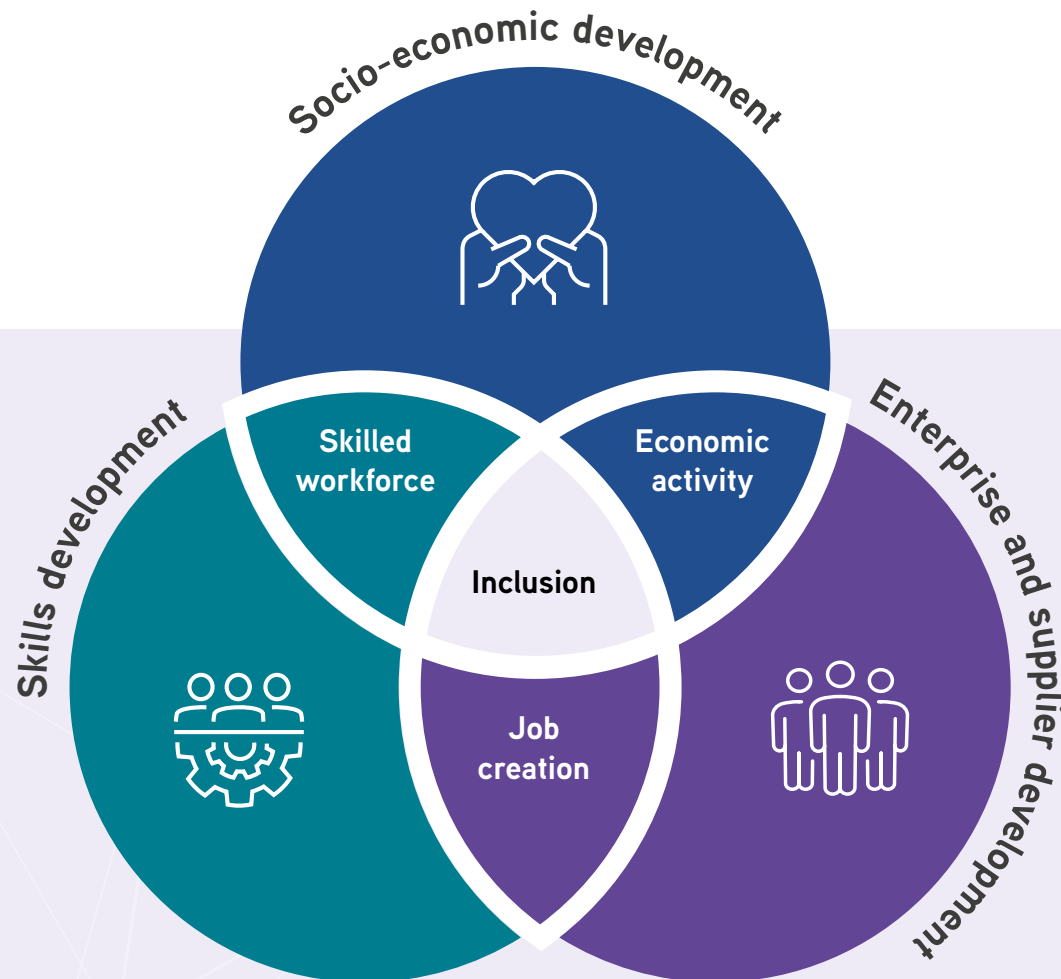 Socio-economic development
Skills development
Enterprise and supplier development
Skilled
workforce
Economic
activity
Inclusion
Job
creation